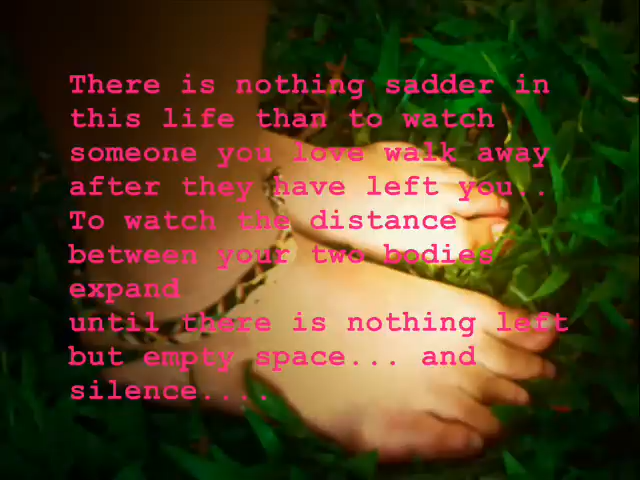 There is nothing sadder in
this life than to watch
someone you love walk away
after they have left you..
To watch the distance
between your two bodies
expand
until there is nothing left
but empty space... and
silence....